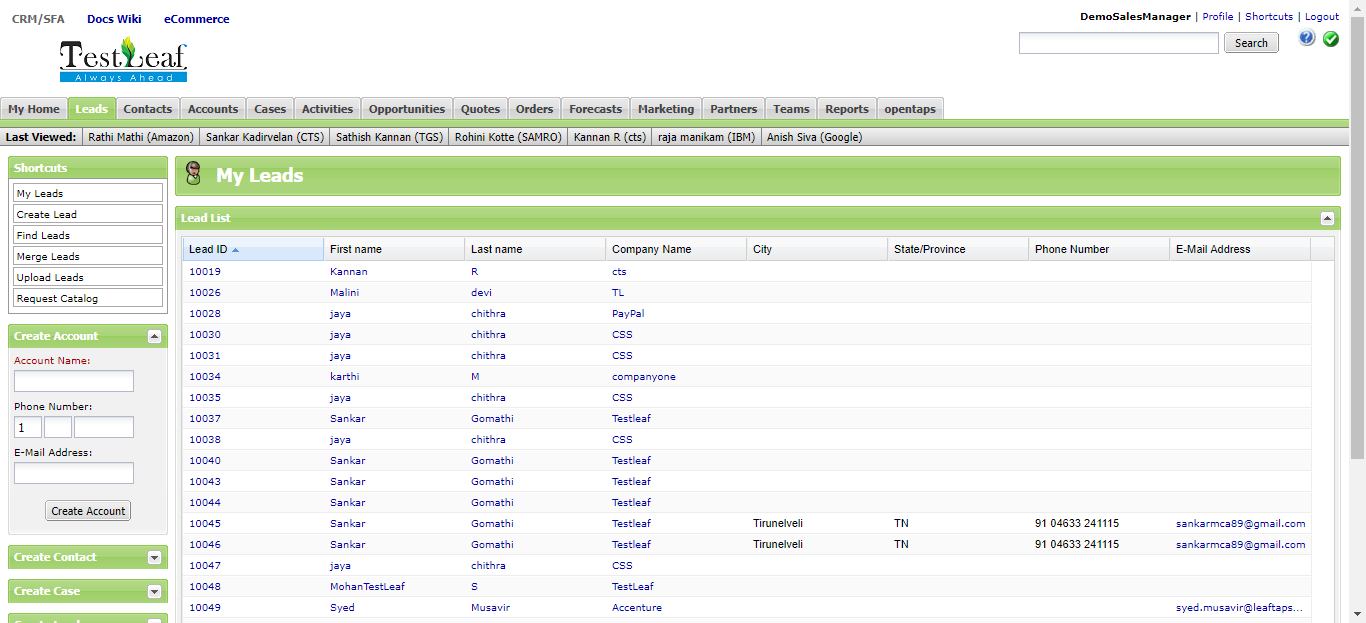 CRM/SFA Docs Wiki eCommerce
DemoSalesManager | Profile | Shortcuts | Logout
Search
TestLeaf
Always Ahead
My Home Leads Contacts Accounts Cases Activities Opportunities Quotes Orders Forecasts Marketing Partners Teams Reports opentaps
Last Viewed: Rathi Mathi (Amazon) Sankar Kadirvelan (CTS) Sathish Kannan (TGS) Rohini Kotte (SAMRO) Kannan R (cts) raja manikam (IBM) Anish Siva (Google)
Shortcuts
My Leads
Create Lead
Find Leads
Merge Leads
Upload Leads
Request Catalog
Create Account
Account Name:
Phone Number:
1
E-Mail Address:
Create Account
Create Contact
Create Case
My Leads
Lead List
Lead ID First name Last name Company Name City State/Province Phone Number E-Mail Address
10019 Kannan R cts
10026 Malini devi TL
10028 jaya chithra PayPal
10030 jaya chithra CSS
10031 jaya chithra CSS
10034 karthi M companyone
10035 jaya chithra CSS
10037 Sankar Gomathi Testleaf
10038 jaya chithra CSS
10040 Sankar Gomathi Testleaf
10043 Sankar Gomathi Testleaf
10044 Sankar Gomathi Testleaf
10045 Sankar Gomathi Testleaf Tirunelveli TN 91 04633 241115 sankarmca89@gmail.com
10046 Sankar Gomathi Testleaf Tirunelveli TN 91 04633 241115 sankarmca89@gmail.com
10047 jaya chithra CSS
10048 MohanTestLeaf S TestLeaf
10049 Syed Musavir Accenture syed.musavir@leaftaps...